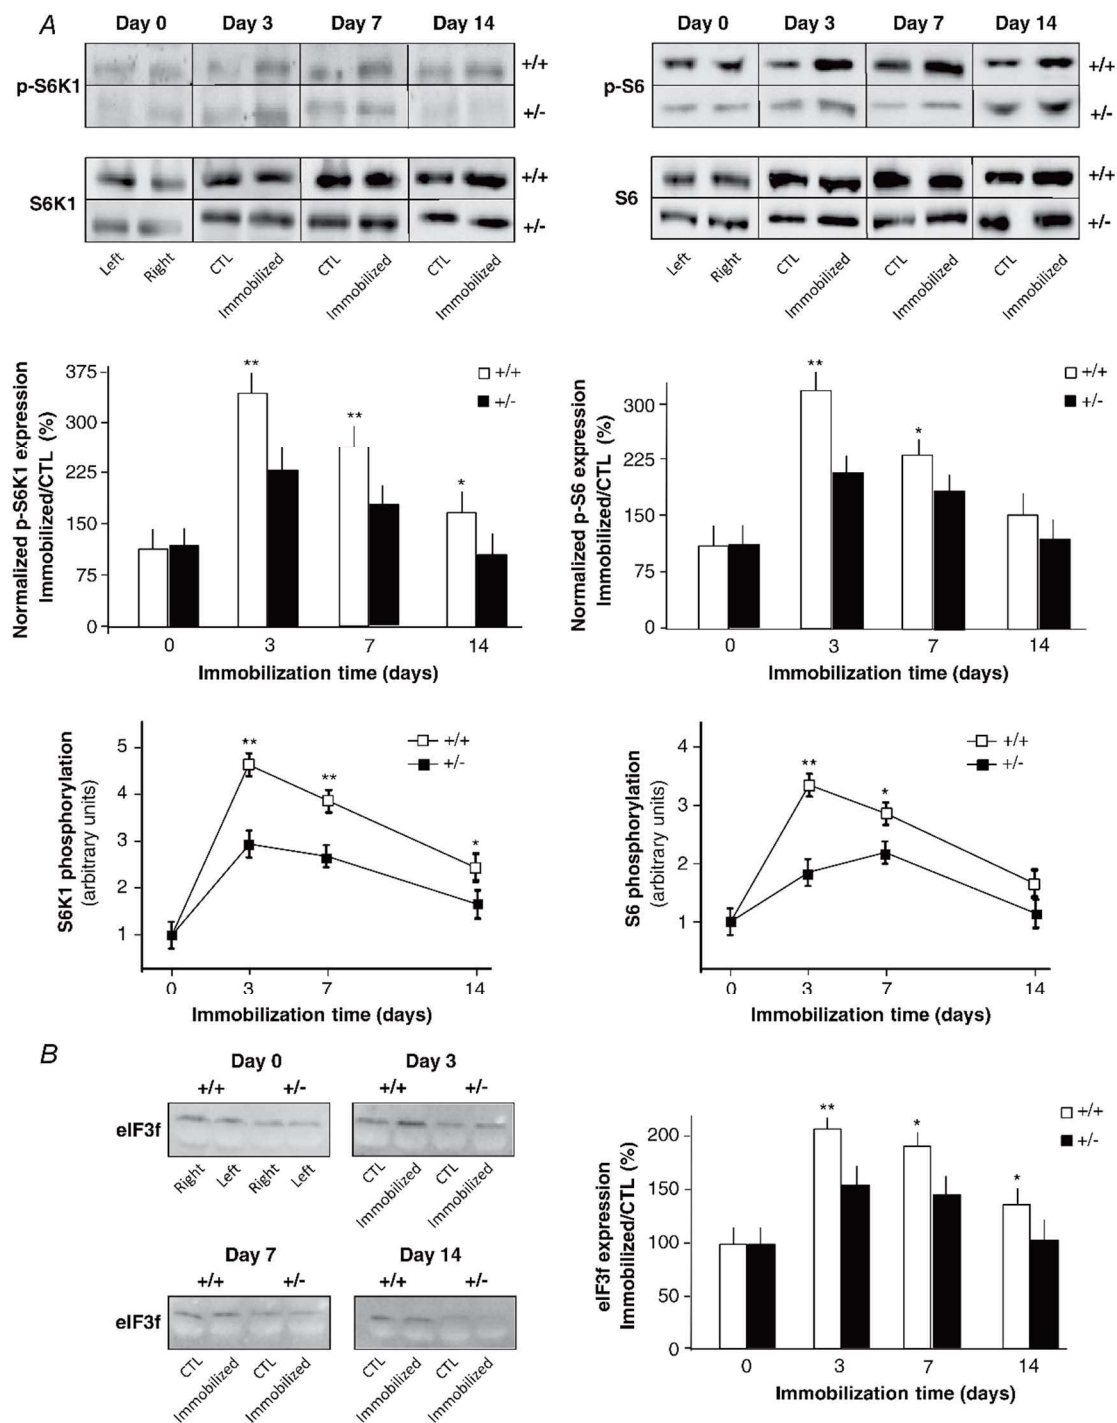 A
Day 0 Day 3 Day 7 Day 14
p-S6K1
+/+
+/-
S6K1
+/+
+/-
Left Right CTL Immobilized CTL Immobilized CTL Immobilized
Day 0 Day 3 Day 7 Day 14
p-S6
+/+
+/-
S6
+/+
+/-
Left Right CTL Immobilized CTL Immobilized CTL Immobilized
Normalized p-S6K1 expression
Immobilized/CTL (%)
375
300
225
150
75
0
** ** *
+/+
+/-
0 3 7 14
Immobilization time (days)
Normalized p-S6 expression
Immobilized/CTL (%)
300
225
150
75
0
** *
+/+
+/-
0 3 7 14
Immobilization time (days)
S6K1 phosphorylation
(arbitrary units)
5
4
3
2
1
** ** *
+/+
+/-
0 3 7 14
Immobilization time (days)
S6 phosphorylation
(arbitrary units)
4
3
2
1
** *
+/+
+/-
0 3 7 14
Immobilization time (days)
B
Day 0 Day 3
+/+ +/- +/+ +/-
eIF3f
Right Left Right Left CTL Immobilized CTL Immobilized
Day 7 Day 14
+/+ +/- +/+ +/-
eIF3f
CTL Immobilized CTL Immobilized CTL Immobilized CTL Immobilized
eIF3f expression
Immobilized/CTL (%)
200
150
100
50
0
** * *
+/+
+/-
0 3 7 14
Immobilization time (days)